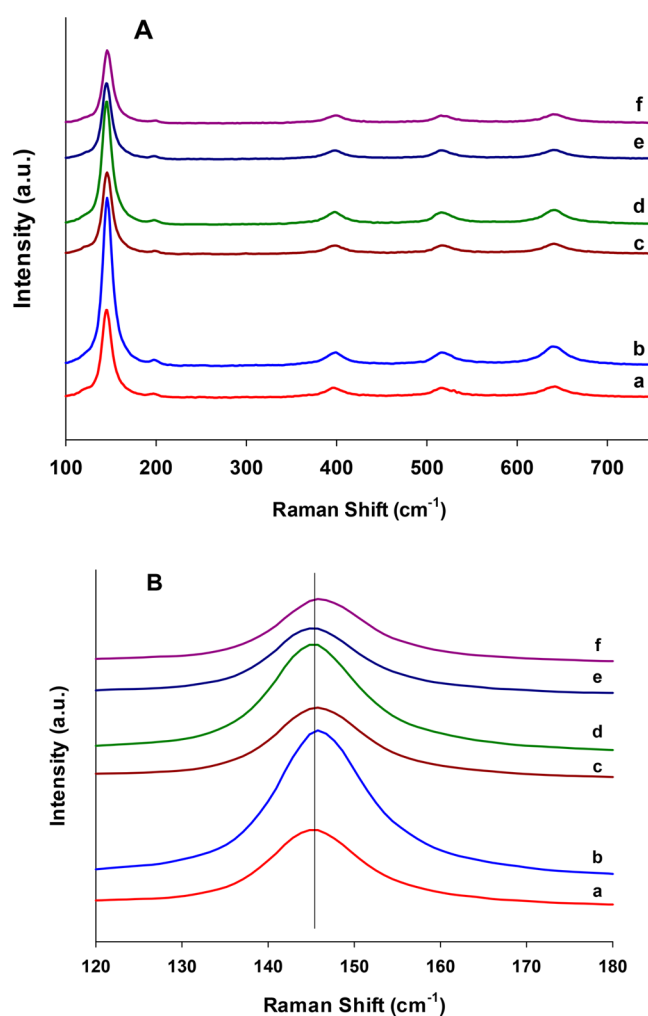 A
Intensity (a.u.)
f
e
d
c
b
a
100 200 300 400 500 600 700
Raman Shift (cm⁻¹)
B
Intensity (a.u.)
f
e
d
c
b
a
120 130 140 150 160 170 180
Raman Shift (cm⁻¹)